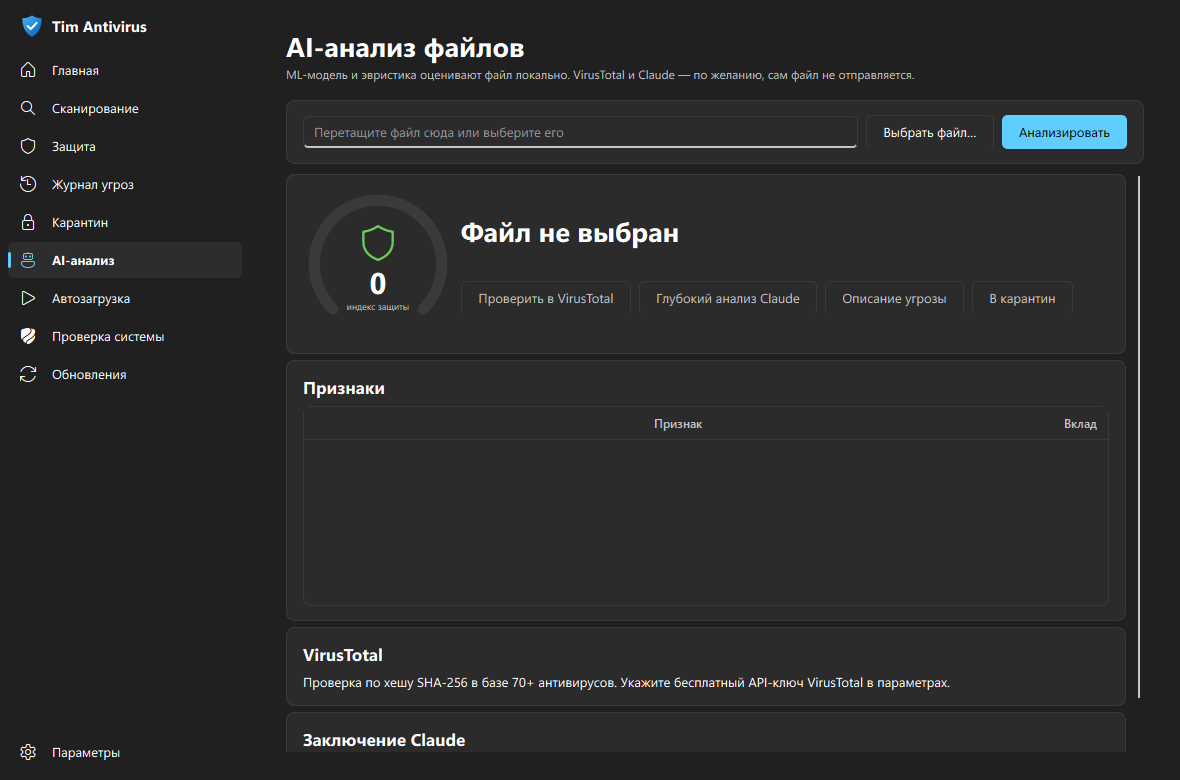 Tim Antivirus
Главная
Сканирование
Защита
Журнал угроз
Карантин
AI-анализ
Автозагрузка
Проверка системы
Обновления
Параметры
AI-анализ файлов
ML-модель и эвристика оценивают файл локально. VirusTotal и Claude — по желанию, сам файл не отправляется.
Перетащите файл сюда или выберите его
Выбрать файл...
Анализировать
0
индекс защиты
Файл не выбран
Проверить в VirusTotal
Глубокий анализ Claude
Описание угрозы
В карантин
Признаки
Признак
Вклад
VirusTotal
Проверка по хешу SHA-256 в базе 70+ антивирусов. Укажите бесплатный API-ключ VirusTotal в параметрах.
Заключение Claude